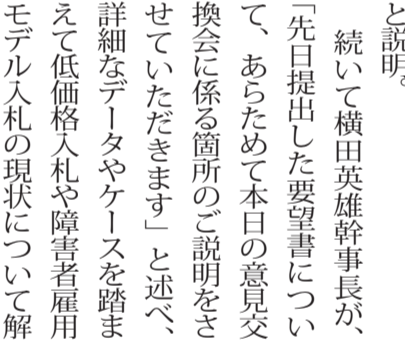 と説明。
続いて横田英雄幹事長が、
「先日提出した要望書につい
て、あらためて本日の意見交
換会に係る箇所のご説明をさ
せていただきます」と述べ、
詳細なデータやケースを踏ま
えて低価格入札や障害者雇用
モデル入札の現状について解